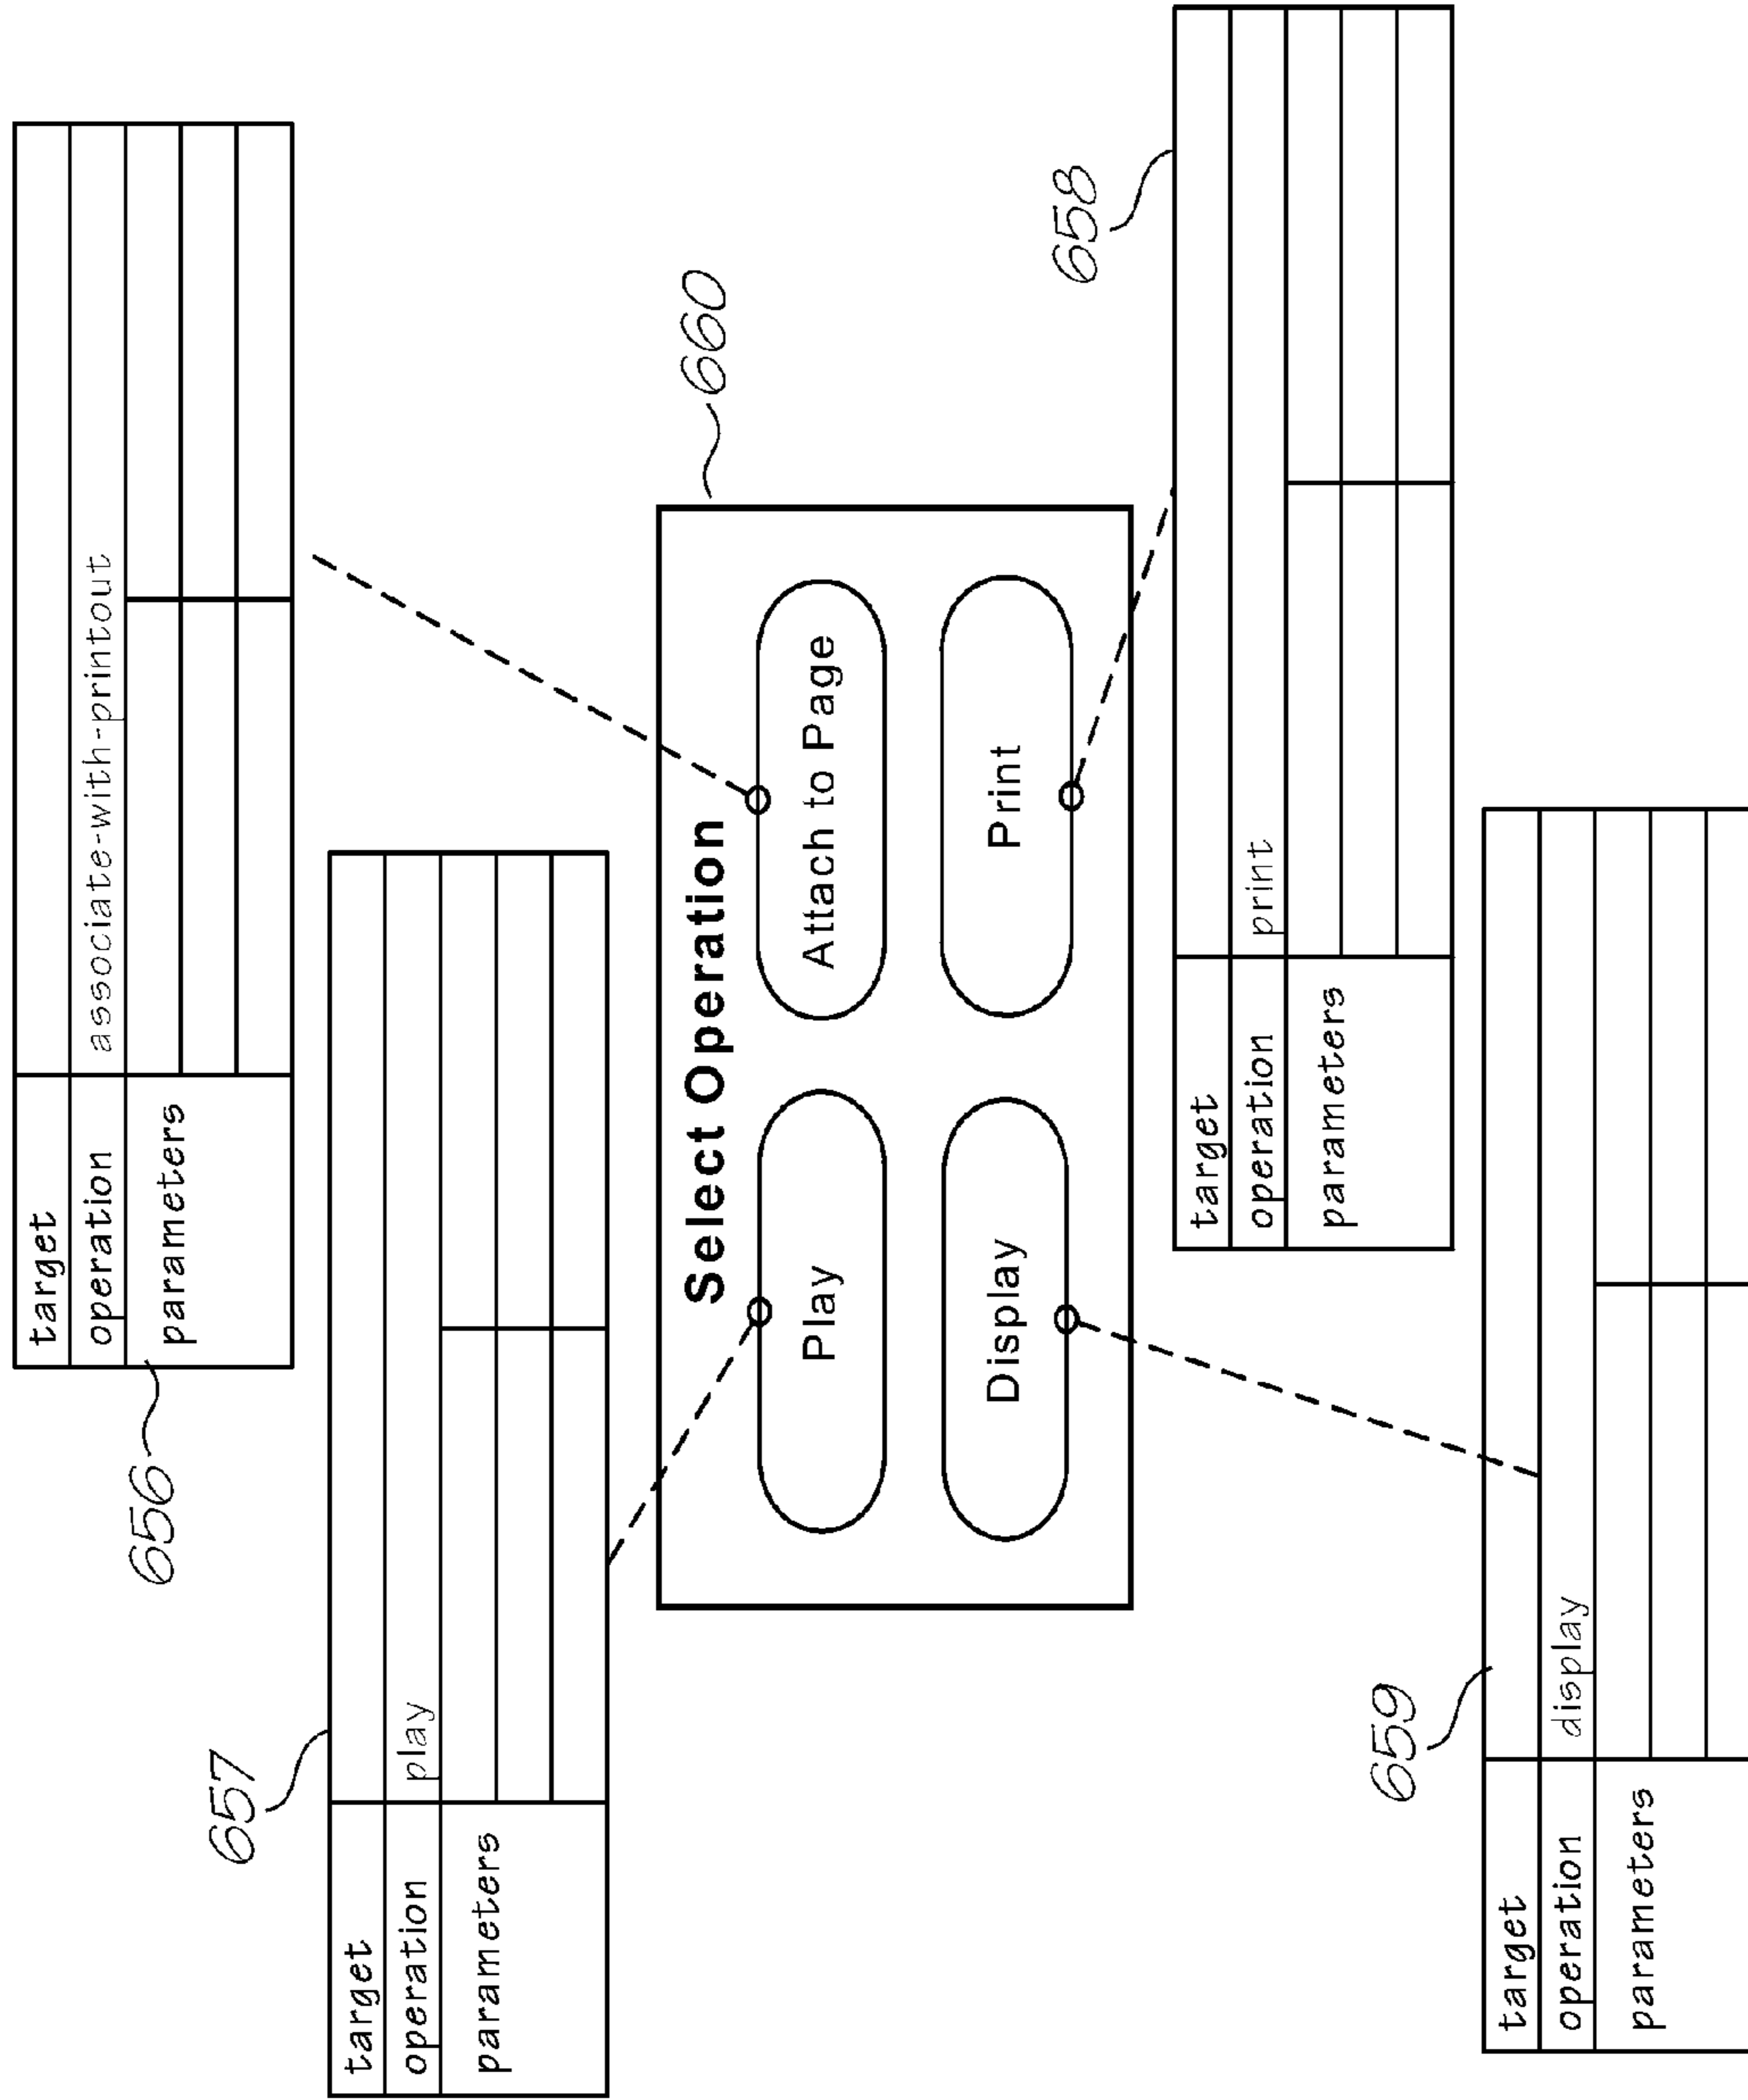 656
target
operation associate-with-printout
parameters
657
target
operation play
parameters
660
Select Operation
Play Attach to Page
Display Print
658
target
operation print
parameters
659
target
operation display
parameters